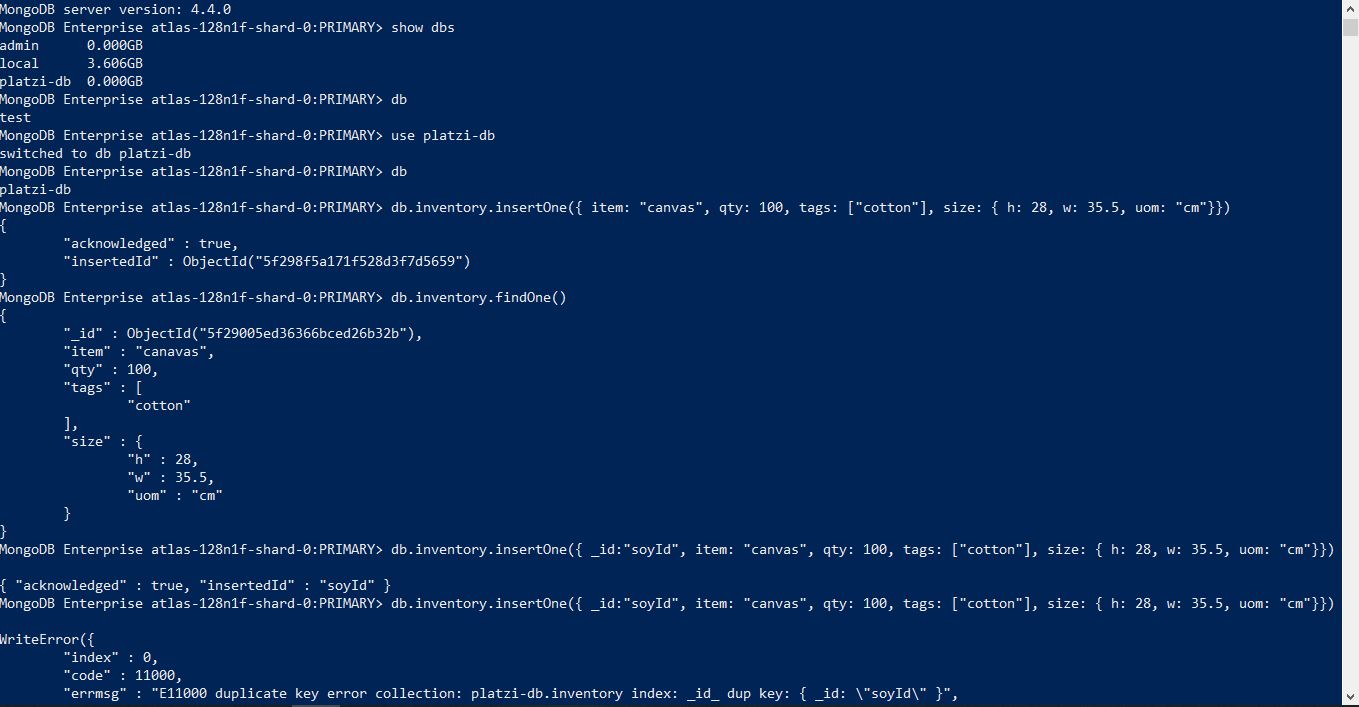 MongoDB server version: 4.4.0
MongoDB Enterprise atlas-128n1f-shard-0:PRIMARY> show dbs
admin      0.000GB
local      3.606GB
platzi-db  0.000GB
MongoDB Enterprise atlas-128n1f-shard-0:PRIMARY> db
test
MongoDB Enterprise atlas-128n1f-shard-0:PRIMARY> use platzi-db
switched to db platzi-db
MongoDB Enterprise atlas-128n1f-shard-0:PRIMARY> db
platzi-db
MongoDB Enterprise atlas-128n1f-shard-0:PRIMARY> db.inventory.insertOne({ item: "canvas", qty: 100, tags: ["cotton"], size: { h: 28, w: 35.5, uom: "cm"}})
{
        "acknowledged" : true,
        "insertedId" : ObjectId("5f298f5a171f528d3f7d5659")
}
MongoDB Enterprise atlas-128n1f-shard-0:PRIMARY> db.inventory.findOne()
{
        "_id" : ObjectId("5f29005ed36366bced26b32b"),
        "item" : "canavas",
        "qty" : 100,
        "tags" : [
                "cotton"
        ],
        "size" : {
                "h" : 28,
                "w" : 35.5,
                "uom" : "cm"
        }
}
MongoDB Enterprise atlas-128n1f-shard-0:PRIMARY> db.inventory.insertOne({ _id:"soyId", item: "canvas", qty: 100, tags: ["cotton"], size: { h: 28, w: 35.5, uom: "cm"}})
{ "acknowledged" : true, "insertedId" : "soyId" }
MongoDB Enterprise atlas-128n1f-shard-0:PRIMARY> db.inventory.insertOne({ _id:"soyId", item: "canvas", qty: 100, tags: ["cotton"], size: { h: 28, w: 35.5, uom: "cm"}})
WriteError({
        "index" : 0,
        "code" : 11000,
        "errmsg" : "E11000 duplicate key error collection: platzi-db.inventory index: _id_ dup key: { _id: \"soyId\" }",